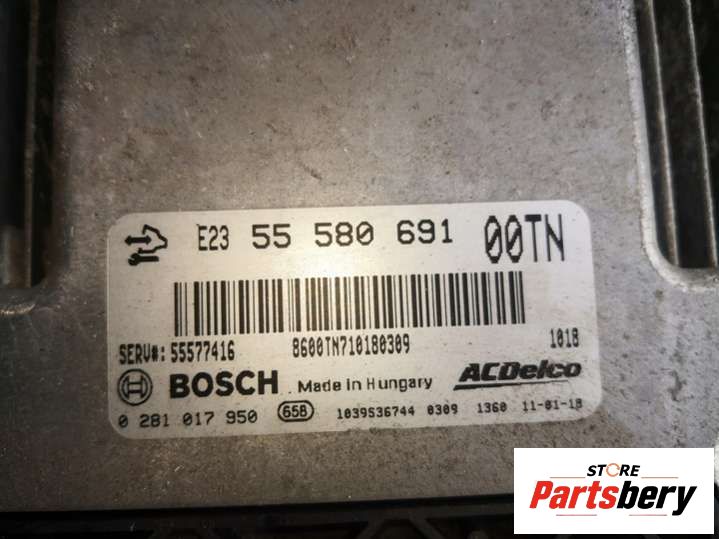 E23 55 580 691 00TN
SERV#: 55577416 8600TN710180309 1018
BOSCH Made in Hungary ACDelco
0 281 017 950 658 1039S36744 0309 1360 11-01-18
STORE
Partsbery